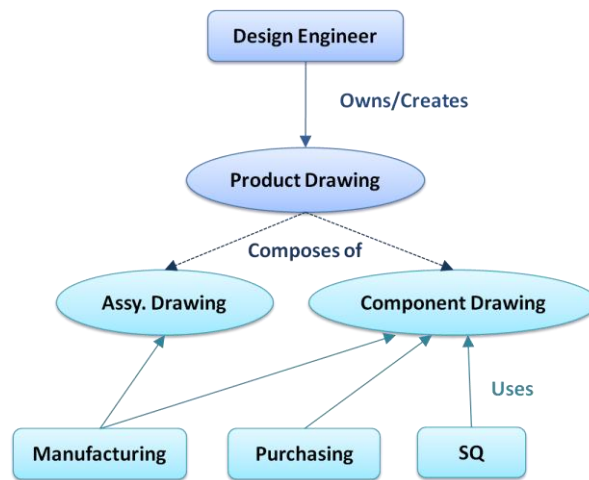 Design Engineer
Owns/Creates
Product Drawing
Composes of
Assy. Drawing
Component Drawing
Uses
Manufacturing
Purchasing
SQ